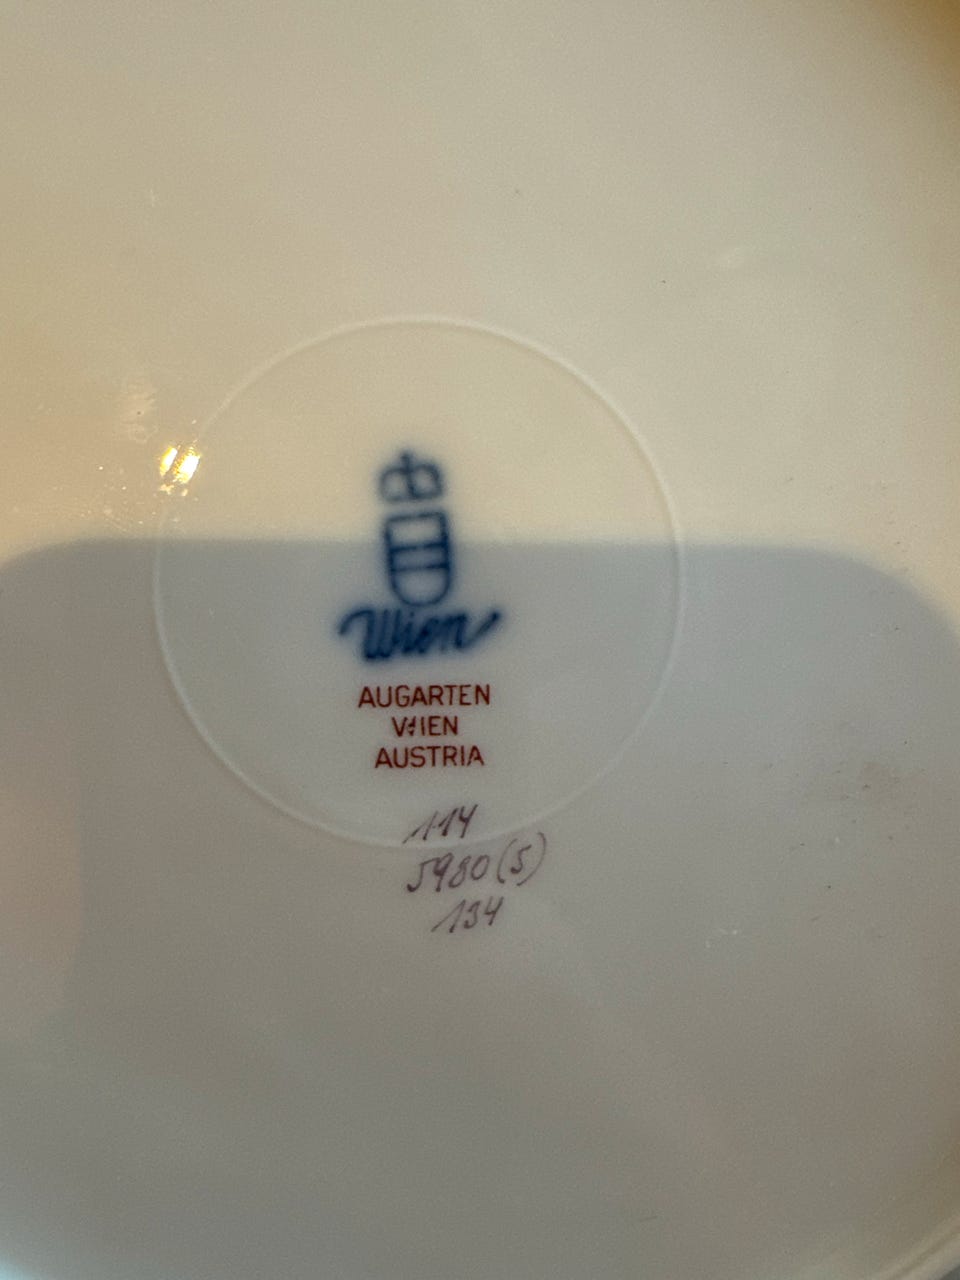 Wien
AUGARTEN
WIEN
AUSTRIA
114
5980(5)
134